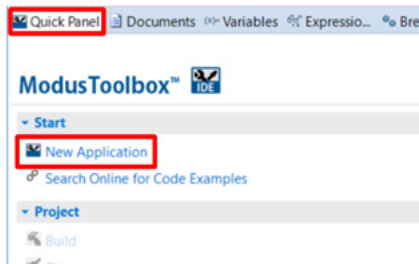 Quick Panel Documents (x)= Variables Expressio... Bre
ModusToolbox™ IDE
Start
New Application
Search Online for Code Examples
Project
Build